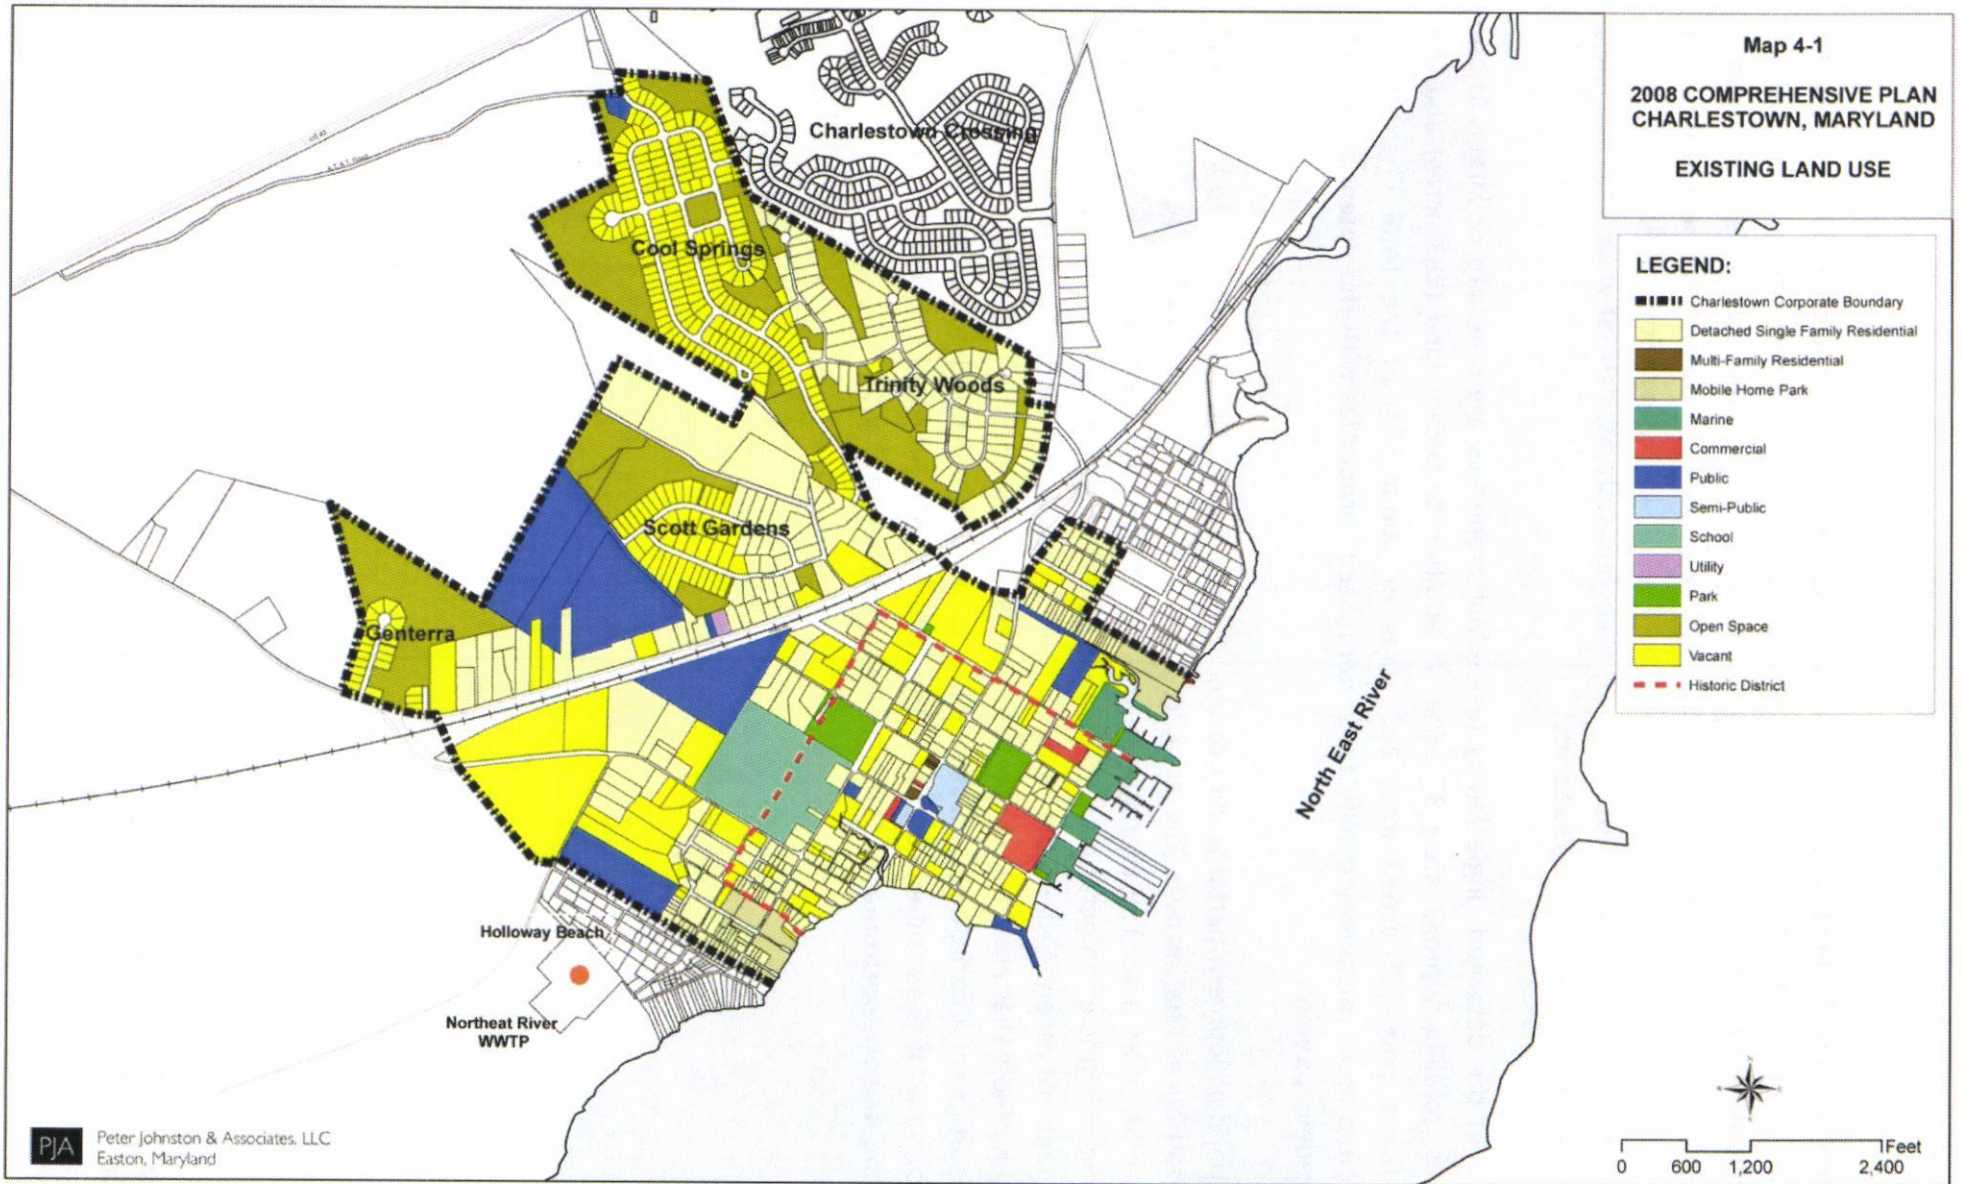 Map 4-1
2008 COMPREHENSIVE PLAN
CHARLESTOWN, MARYLAND
EXISTING LAND USE
LEGEND:
Charlestown Corporate Boundary
Detached Single Family Residential
Multi-Family Residential
Mobile Home Park
Marine
Commercial
Public
Semi-Public
School
Utility
Park
Open Space
Vacant
Historic District
Charlestown Crossing
Cool Springs
Trinity Woods
Scott Gardens
Genterra
North East River
Holloway Beach
Northeat River
WWTP
PJA
Peter Johnston & Associates, LLC
Easton, Maryland
Feet
0 600 1,200 2,400